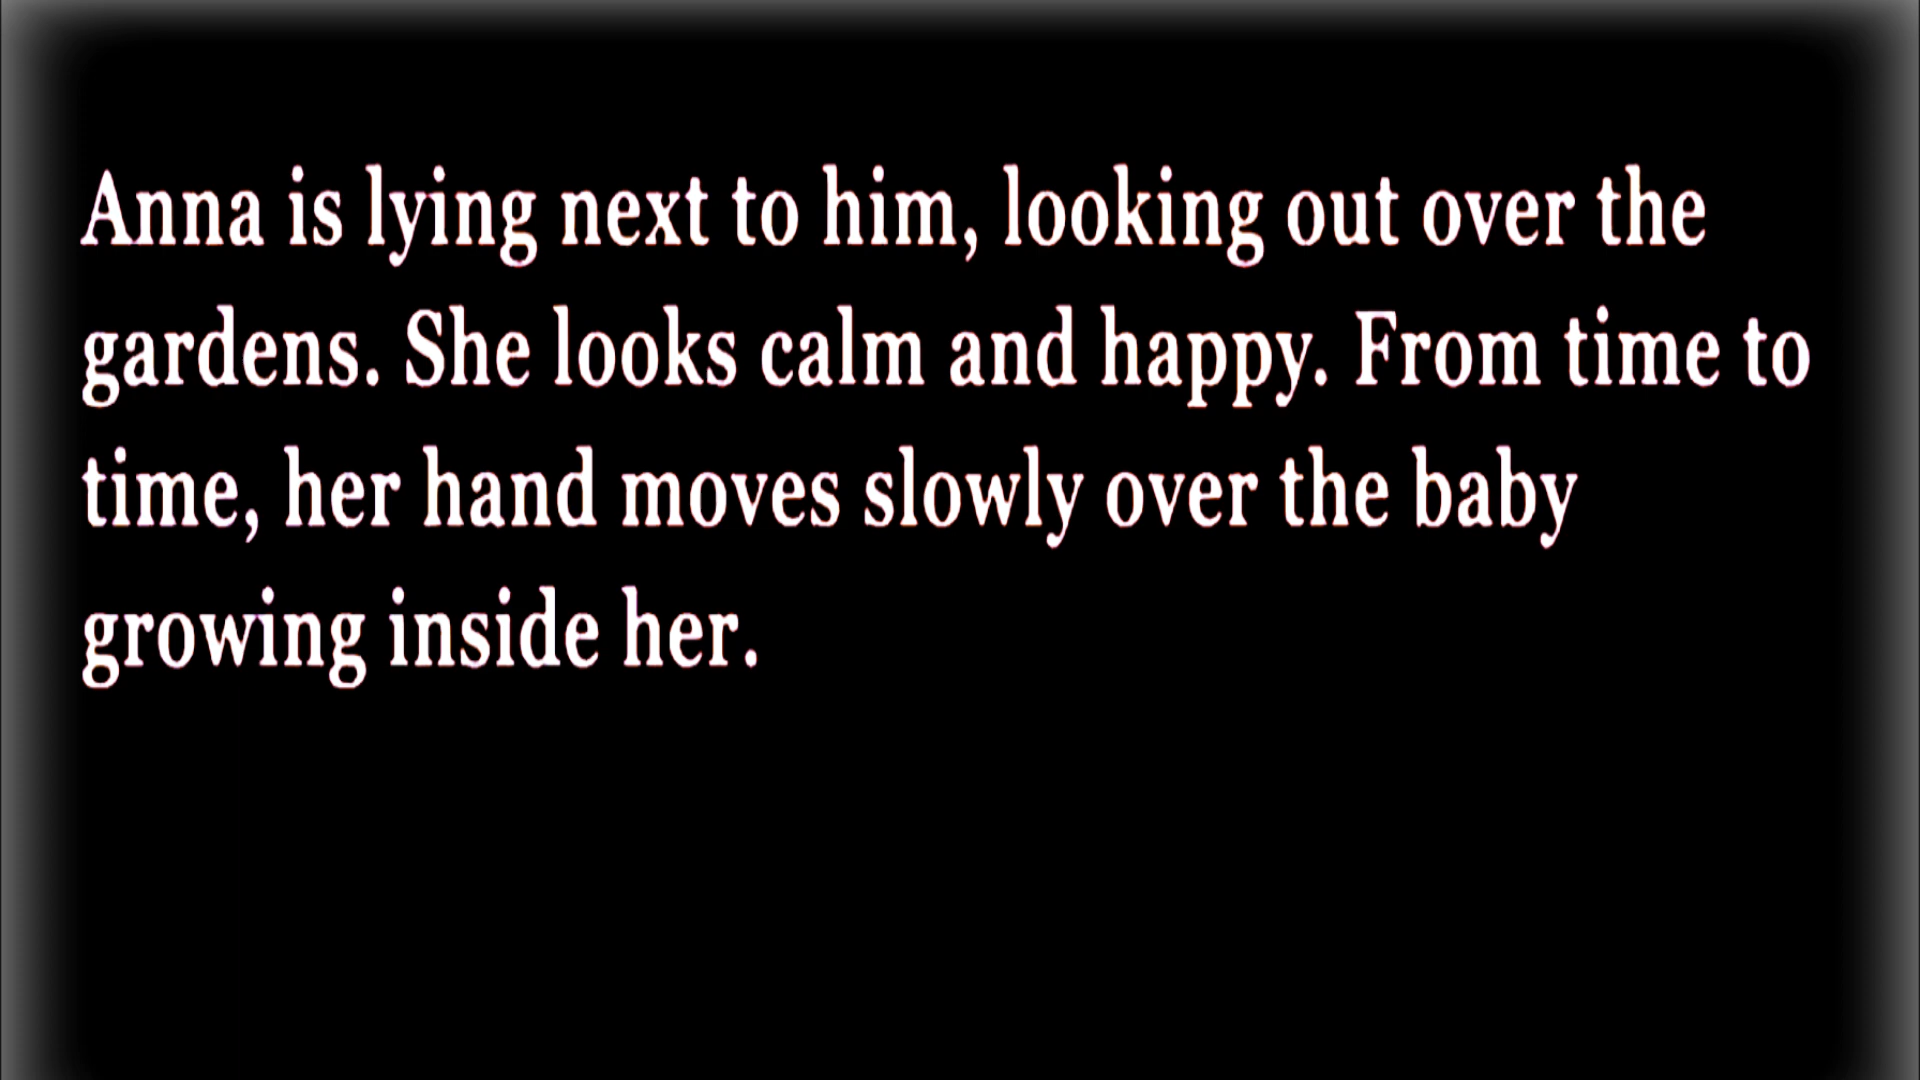 Anna is lying next to him, looking out over the
gardens. She looks calm and happy. From time to
time, her hand moves slowly over the baby
growing inside her.